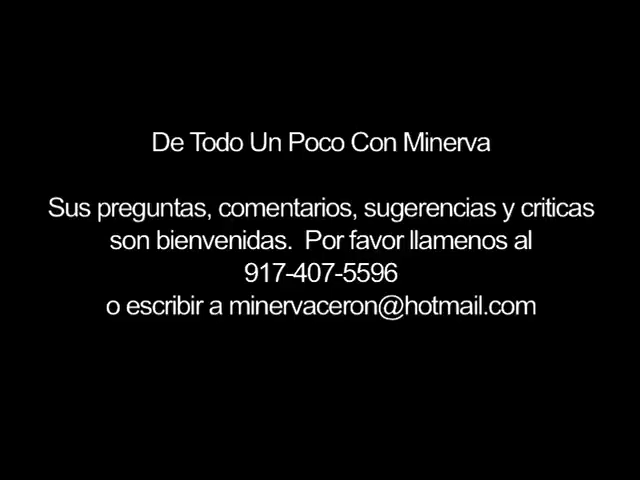 De Todo Un Poco Con Minerva
Sus preguntas, comentarios, sugerencias y criticas
son bienvenidas.  Por favor llamenos al
917-407-5596
o escribir a minervaceron@hotmail.com